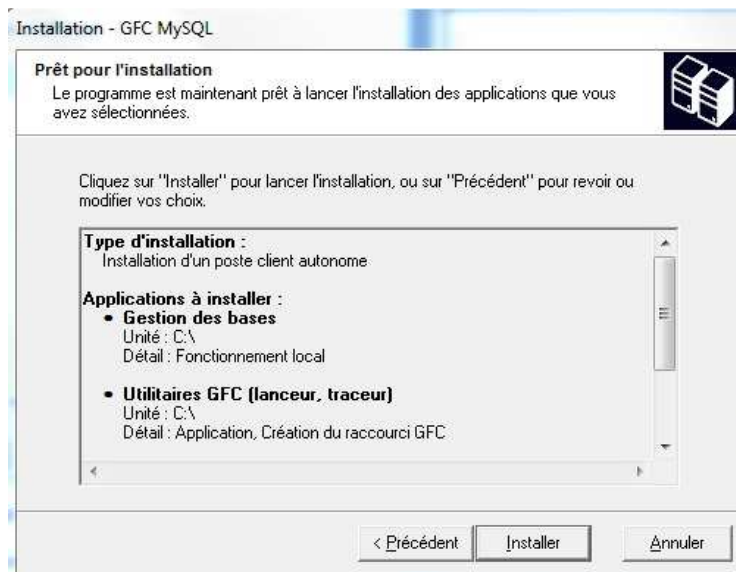 Installation - GFC MySQL
Prêt pour l'installation
Le programme est maintenant prêt à lancer l'installation des applications que vous
avez sélectionnées.
Cliquez sur "Installer" pour lancer l'installation, ou sur "Précédent" pour revoir ou
modifier vos choix.
Type d'installation :
Installation d'un poste client autonome
Applications à installer :
• Gestion des bases
Unité : C:\
Détail : Fonctionnement local
• Utilitaires GFC (lanceur, traceur)
Unité : C:\
Détail : Application, Création du raccourci GFC
< Précédent Installer Annuler